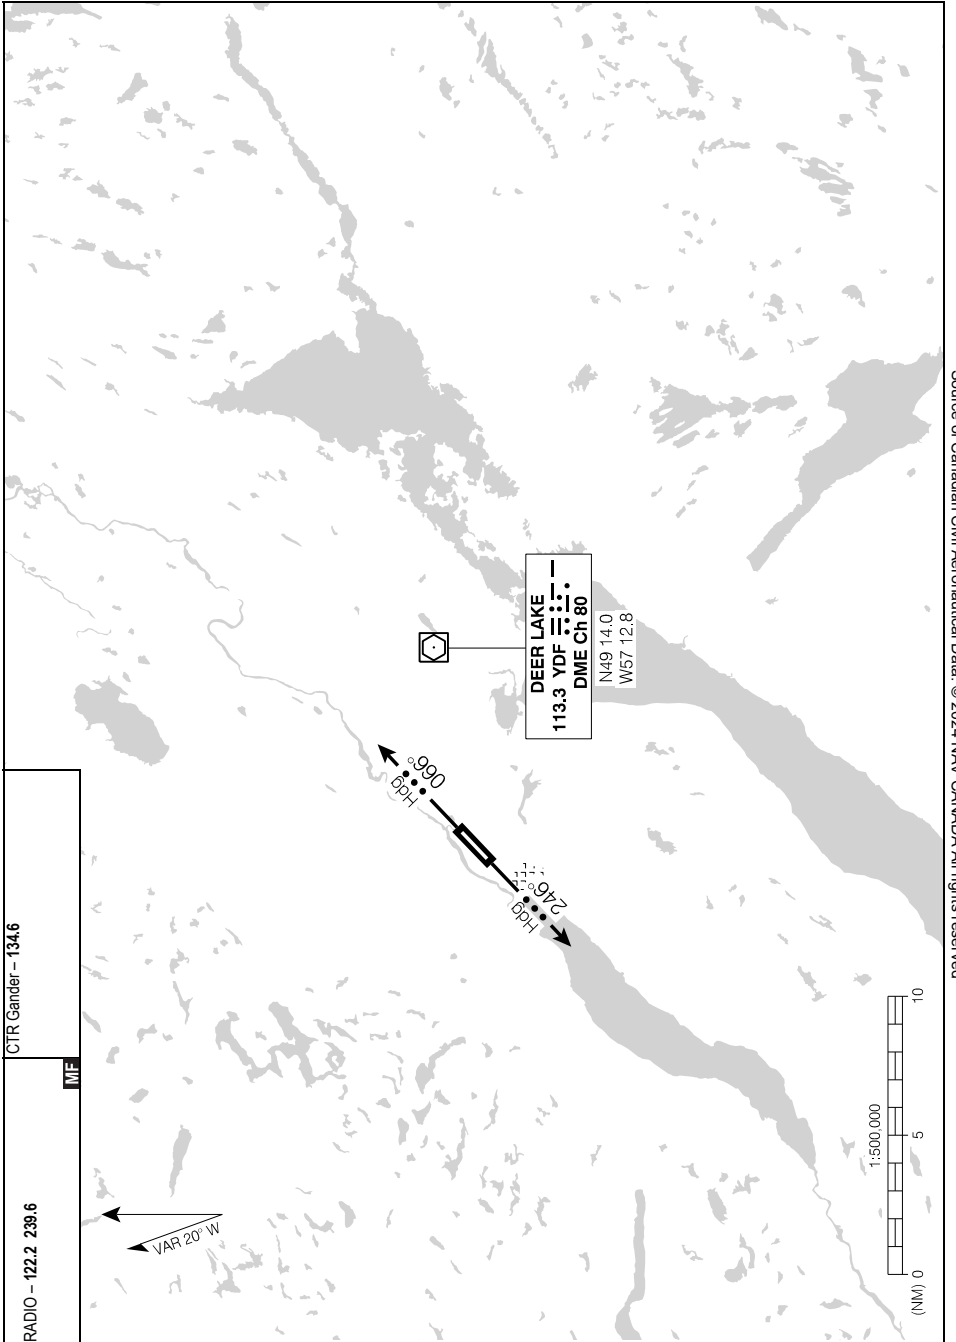 RADIO – 122.2 239.6
MF
CTR Gander – 134.6
VAR 20° W
DEER LAKE
113.3 YDF
DME Ch 80
N49 14.0
W57 12.8
Hdg 066°
Hdg 246°
1:500,000
(NM) 0 5 10
Source of Canadian Civil Aeronautical Data: © 2024 NAV CANADA All rights reserved